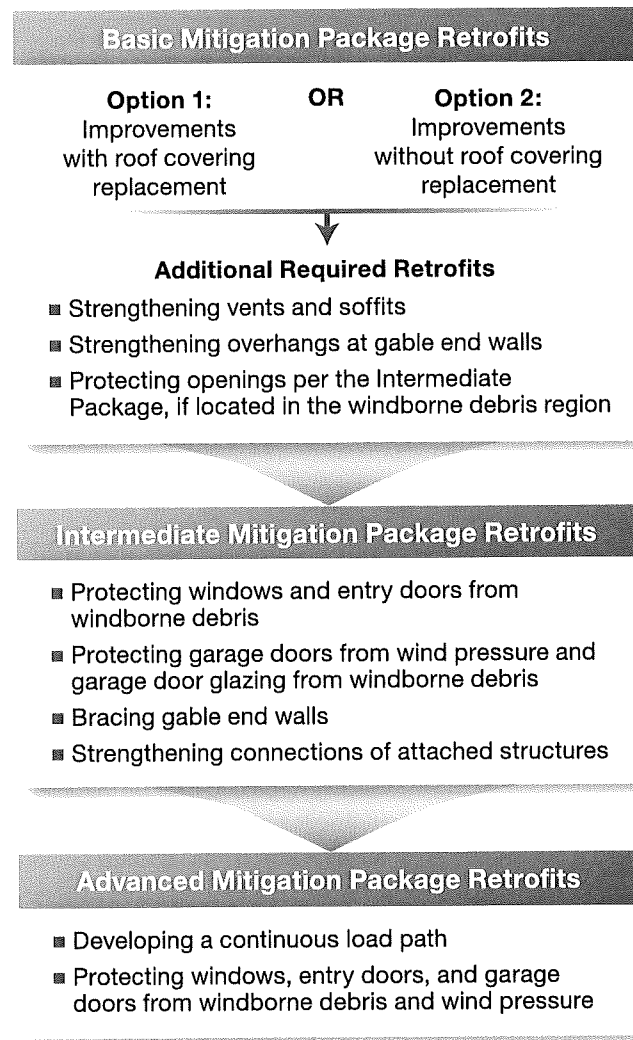 Basic Mitigation Package Retrofits
Option 1:
Improvements
with roof covering
replacement
OR
Option 2:
Improvements
without roof covering
replacement
Additional Required Retrofits
Strengthening vents and soffits
Strengthening overhangs at gable end walls
Protecting openings per the Intermediate
Package, if located in the windborne debris region
Intermediate Mitigation Package Retrofits
Protecting windows and entry doors from
windborne debris
Protecting garage doors from wind pressure and
garage door glazing from windborne debris
Bracing gable end walls
Strengthening connections of attached structures
Advanced Mitigation Package Retrofits
Developing a continuous load path
Protecting windows, entry doors, and garage
doors from windborne debris and wind pressure